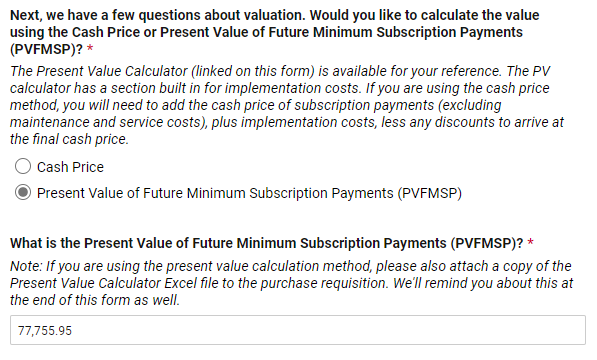 Next, we have a few questions about valuation. Would you like to calculate the value
using the Cash Price or Present Value of Future Minimum Subscription Payments
(PVFMSP)? *
The Present Value Calculator (linked on this form) is available for your reference. The PV
calculator has a section built in for implementation costs. If you are using the cash price
method, you will need to add the cash price of subscription payments (excluding
maintenance and service costs), plus implementation costs, less any discounts to arrive at
the final cash price.
Cash Price
Present Value of Future Minimum Subscription Payments (PVFMSP)
What is the Present Value of Future Minimum Subscription Payments (PVFMSP)? *
Note: If you are using the present value calculation method, please also attach a copy of the
Present Value Calculator Excel file to the purchase requisition. We'll remind you about this at
the end of this form as well.
77,755.95